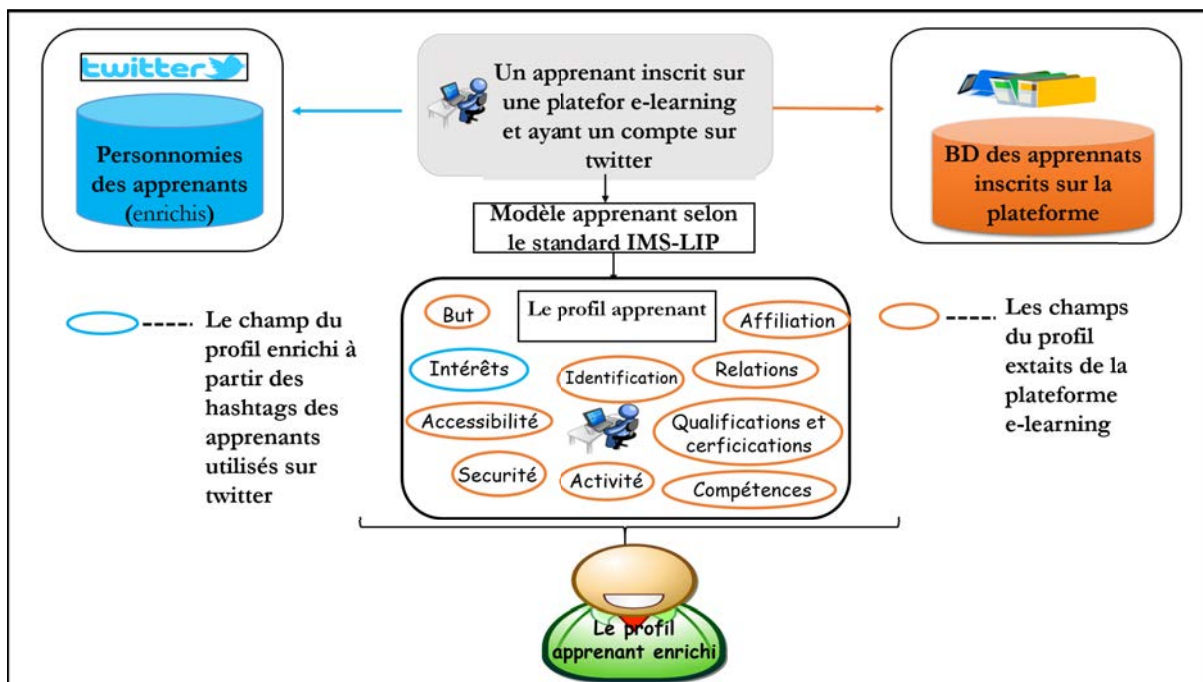 twitter
Personnomies
des apprenants
(enrichis)
Un apprenant inscrit sur
une platefor e-learning
et ayant un compte sur
twitter
BD des apprennats
inscrits sur la
plateforme
Modèle apprenant selon
le standard IMS-LIP
Le champ du
profil enrichi à
partir des
hashtags des
apprenants
utilisés sur
twitter
Le profil apprenant
But
Affiliation
Intérêts
Identification
Relations
Accessibilité
Qualifications et
cerficications
Securité
Activité
Compétences
Les champs
du profil
extaits de la
plateforme
e-learning
Le profil
apprenant enrichi